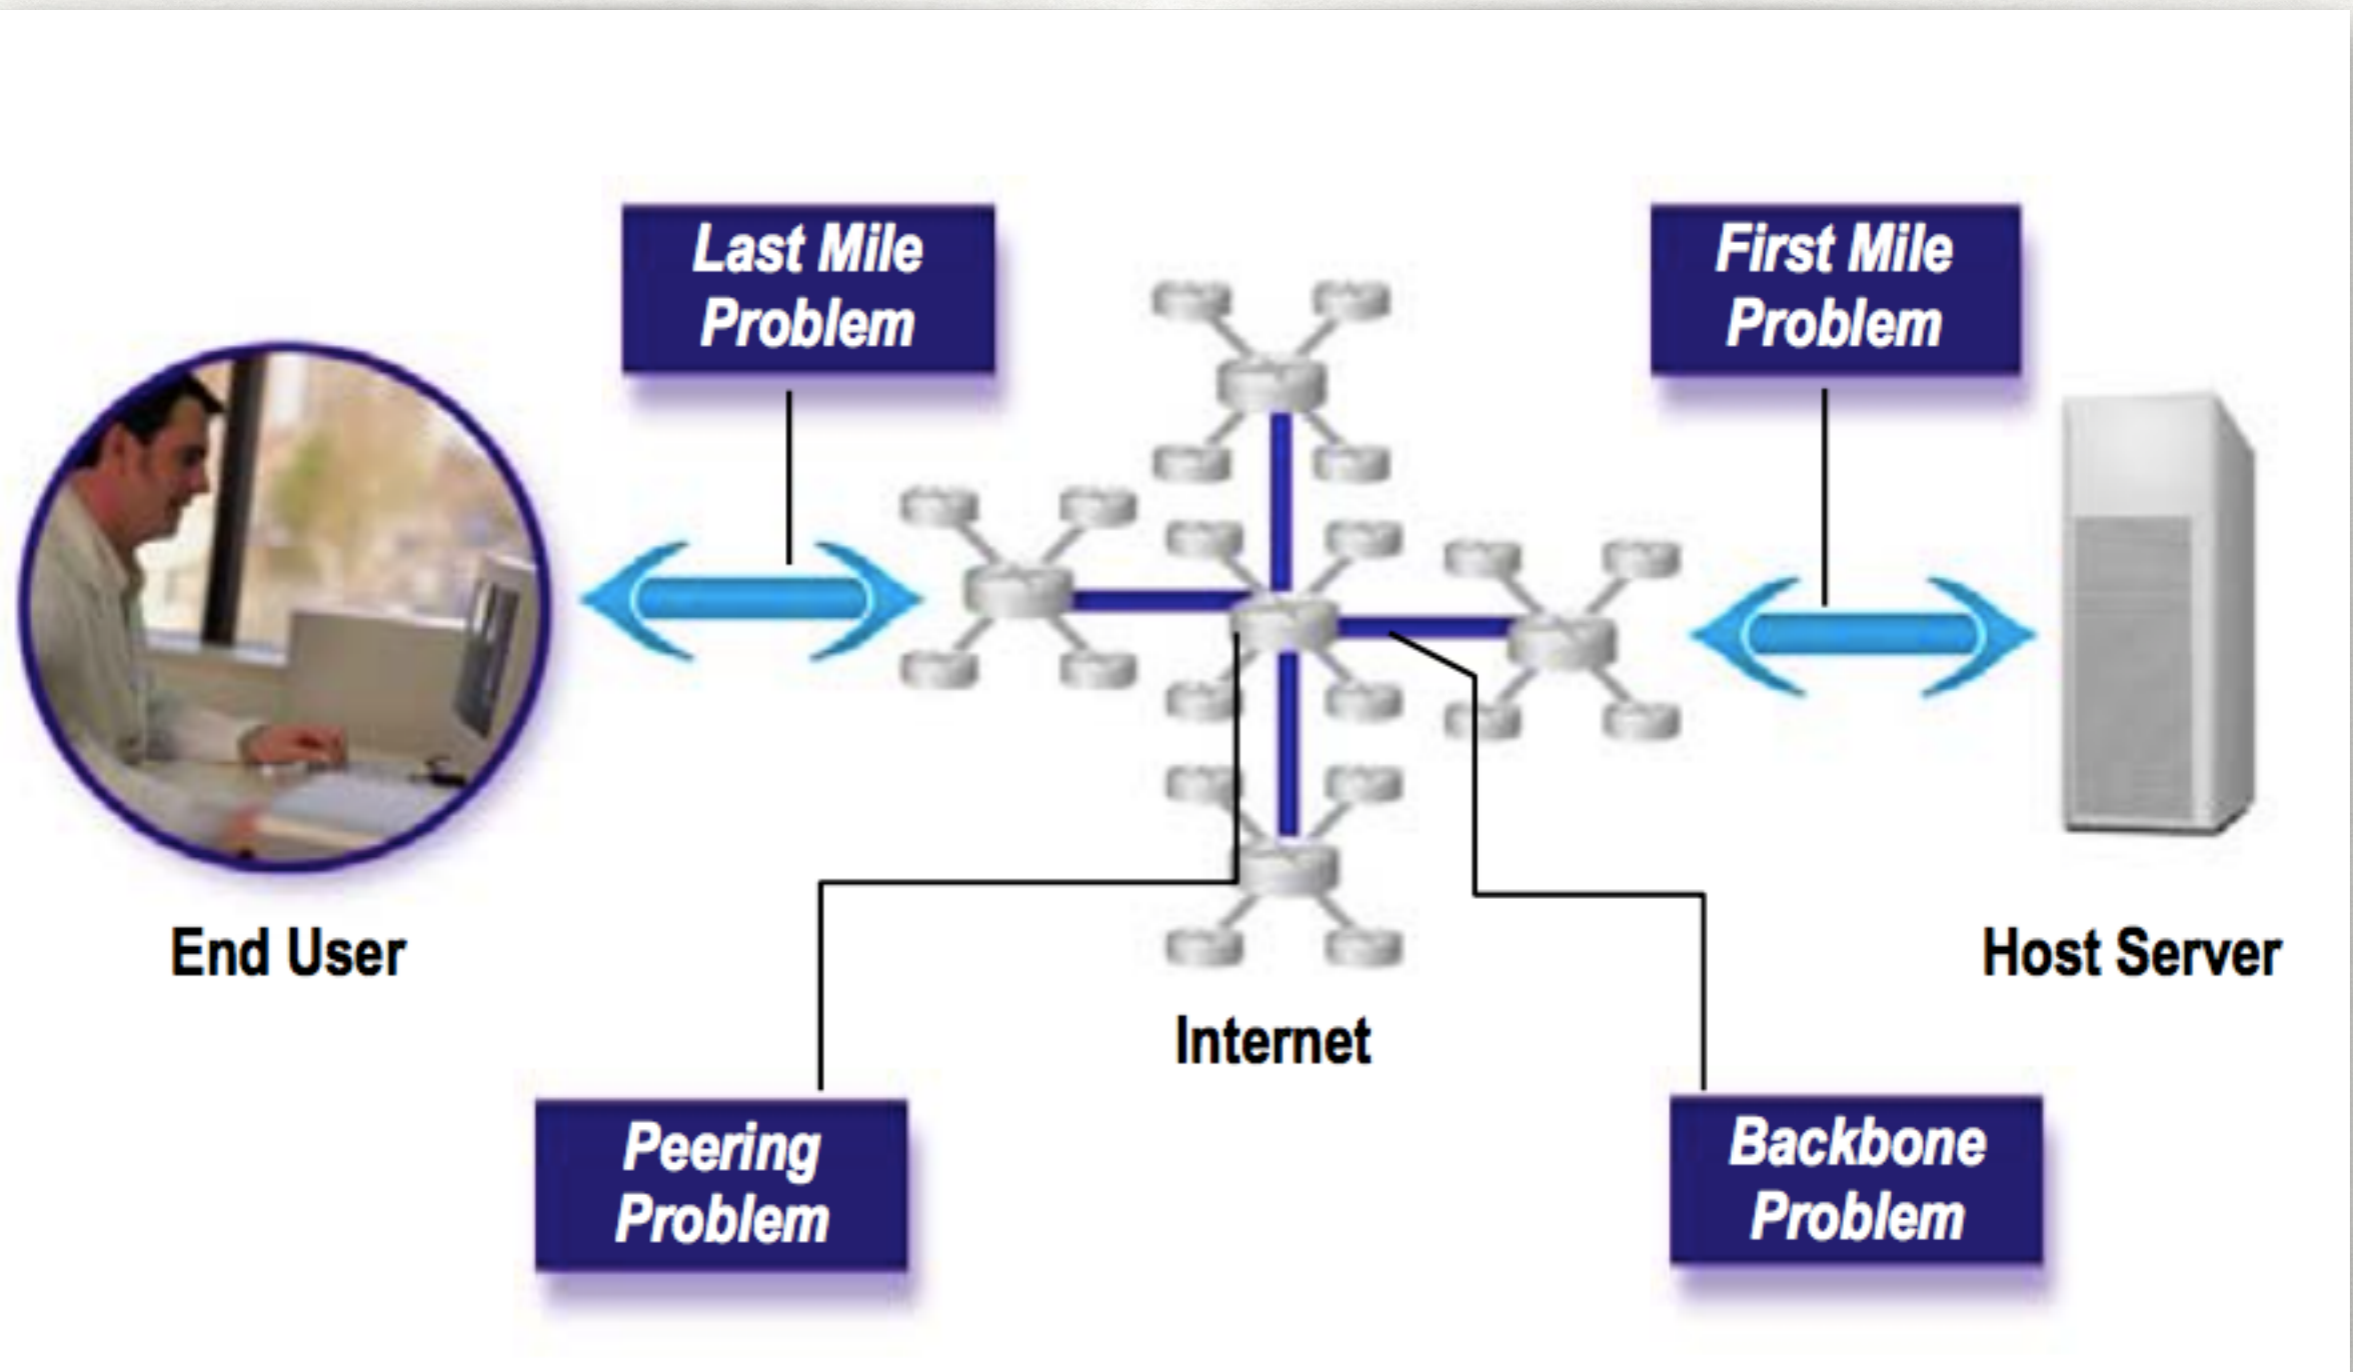 Last Mile
Problem
First Mile
Problem
End User
Host Server
Internet
Peering
Problem
Backbone
Problem